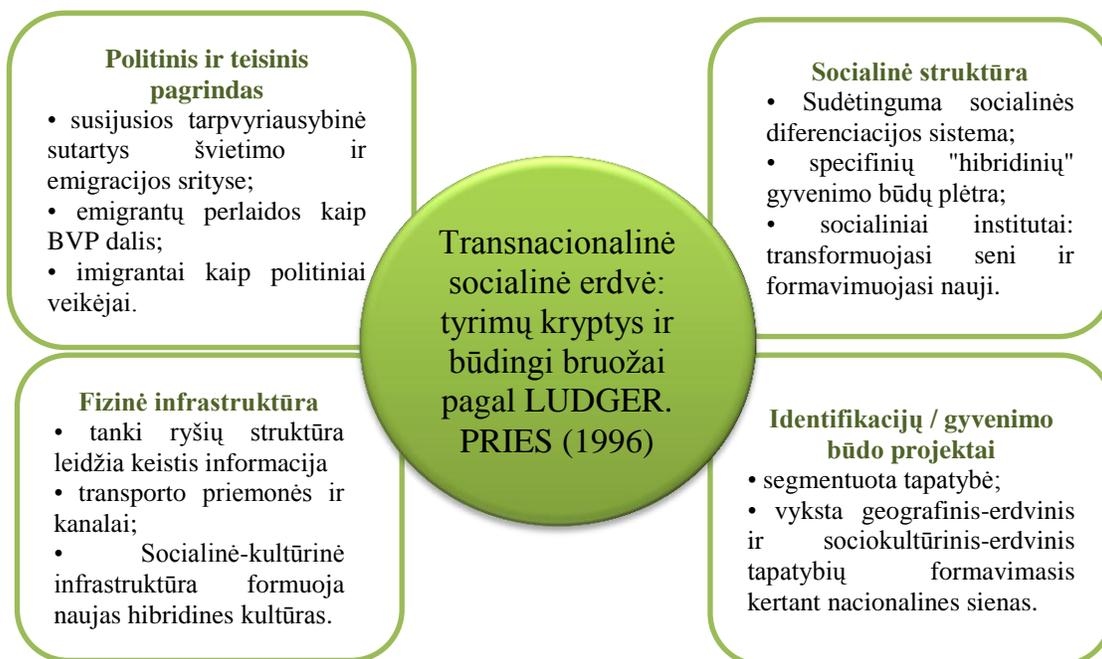 Politinis ir teisinis
pagrindas
• susijusios tarpvyriausybinė
sutartys švietimo ir
emigracijos srityse;
• emigrantų perlaidos kaip
BVP dalis;
• imigrantai kaip politiniai
veikėjai.
Socialinė struktūra
• Sudėtinguma socialinės
diferenciacijos sistema;
• specifinių "hibridinių"
gyvenimo būdų plėtra;
• socialiniai institutai:
transformuojasi seni ir
formavimuojasi nauji.
Transnacionalinė
socialinė erdvė:
tyrimų kryptys ir
būdingi bruožai
pagal LUDGER.
PRIES (1996)
Fizinė infrastruktūra
• tanki ryšių struktūra
leidžia keistis informacija
• transporto priemonės ir
kanalai;
• Socialinė-kultūrinė
infrastruktūra formuoja
naujas hibridines kultūras.
Identifikacijų / gyvenimo
būdo projektai
• segmentuota tapatybė;
• vyksta geografinis-erdvinis
ir sociokultūrinis-erdvinis
tapatybių formavimasis
kertant nacionalines sienas.